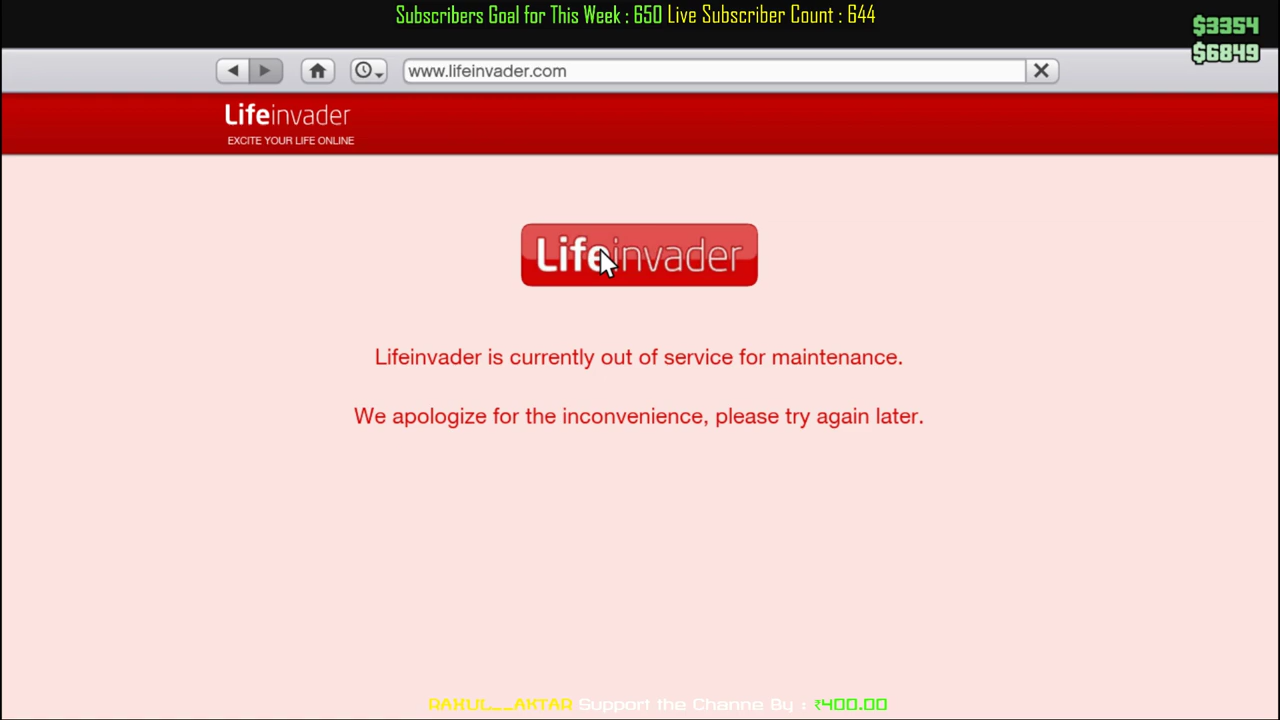 Subscribers Goal for This Week : 650 Live Subscriber Count : 644
$3354
$6849
www.lifeinvader.com
Lifeinvader
EXCITE YOUR LIFE ONLINE
Lifeinvader
Lifeinvader is currently out of service for maintenance.
We apologize for the inconvenience, please try again later.
RAKUL__AKTAR Support the Channe By : ₹400.00